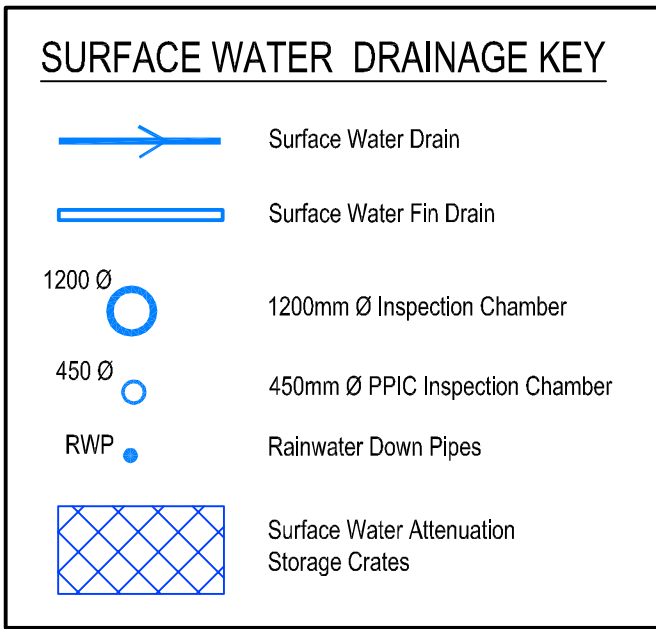 SURFACE WATER DRAINAGE KEY
Surface Water Drain
Surface Water Fin Drain
1200 Ø
1200mm Ø Inspection Chamber
450 Ø
450mm Ø PPIC Inspection Chamber
RWP
Rainwater Down Pipes
Surface Water Attenuation
Storage Crates